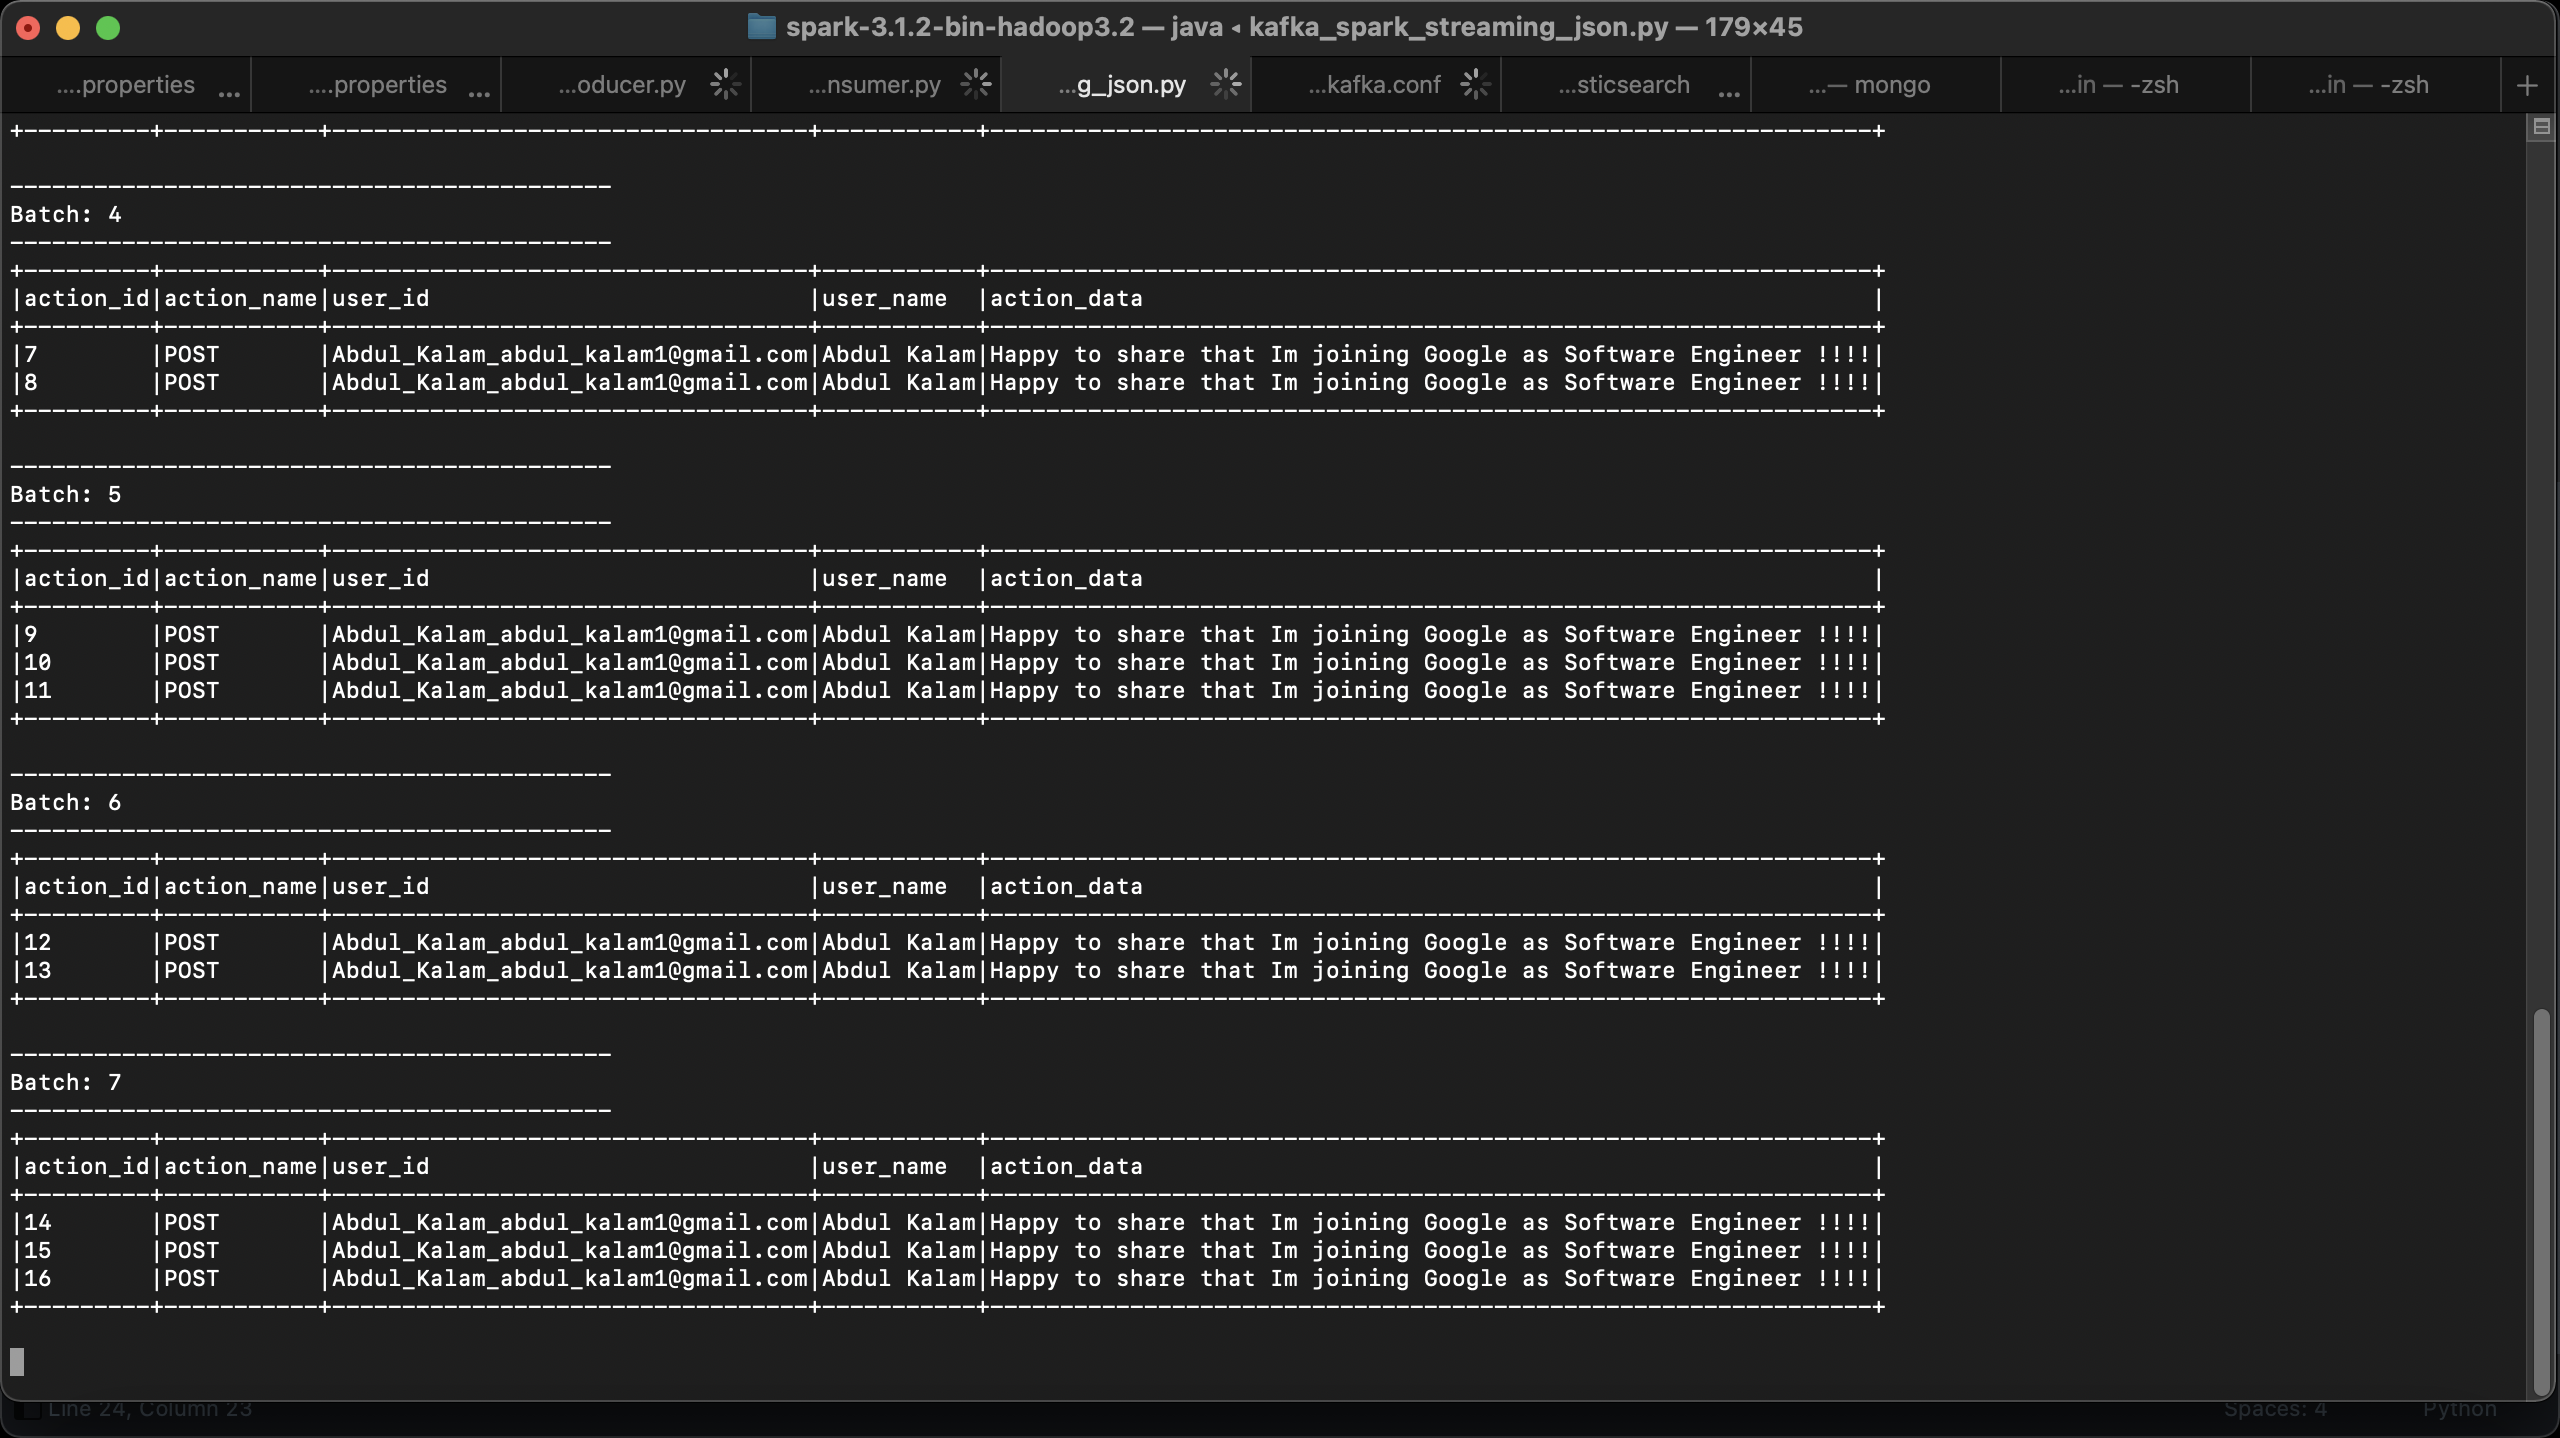 spark-3.1.2-bin-hadoop3.2 — java ◂ kafka_spark_streaming_json.py — 179×45
....properties ... ....properties ... ...oducer.py ...nsumer.py ...g_json.py ...kafka.conf ...sticsearch ... ...— mongo ...in — -zsh ...in — -zsh +
+---------+-----------+----------------------------------+-----------+---------------------------------------------------------------+
-------------------------------------------
Batch: 4
-------------------------------------------
+---------+-----------+----------------------------------+-----------+---------------------------------------------------------------+
|action_id|action_name|user_id                           |user_name  |action_data                                                    |
+---------+-----------+----------------------------------+-----------+---------------------------------------------------------------+
|7        |POST       |Abdul_Kalam_abdul_kalam1@gmail.com|Abdul Kalam|Happy to share that Im joining Google as Software Engineer !!!!|
|8        |POST       |Abdul_Kalam_abdul_kalam1@gmail.com|Abdul Kalam|Happy to share that Im joining Google as Software Engineer !!!!|
+---------+-----------+----------------------------------+-----------+---------------------------------------------------------------+
-------------------------------------------
Batch: 5
-------------------------------------------
+---------+-----------+----------------------------------+-----------+---------------------------------------------------------------+
|action_id|action_name|user_id                           |user_name  |action_data                                                    |
+---------+-----------+----------------------------------+-----------+---------------------------------------------------------------+
|9        |POST       |Abdul_Kalam_abdul_kalam1@gmail.com|Abdul Kalam|Happy to share that Im joining Google as Software Engineer !!!!|
|10       |POST       |Abdul_Kalam_abdul_kalam1@gmail.com|Abdul Kalam|Happy to share that Im joining Google as Software Engineer !!!!|
|11       |POST       |Abdul_Kalam_abdul_kalam1@gmail.com|Abdul Kalam|Happy to share that Im joining Google as Software Engineer !!!!|
+---------+-----------+----------------------------------+-----------+---------------------------------------------------------------+
-------------------------------------------
Batch: 6
-------------------------------------------
+---------+-----------+----------------------------------+-----------+---------------------------------------------------------------+
|action_id|action_name|user_id                           |user_name  |action_data                                                    |
+---------+-----------+----------------------------------+-----------+---------------------------------------------------------------+
|12       |POST       |Abdul_Kalam_abdul_kalam1@gmail.com|Abdul Kalam|Happy to share that Im joining Google as Software Engineer !!!!|
|13       |POST       |Abdul_Kalam_abdul_kalam1@gmail.com|Abdul Kalam|Happy to share that Im joining Google as Software Engineer !!!!|
+---------+-----------+----------------------------------+-----------+---------------------------------------------------------------+
-------------------------------------------
Batch: 7
-------------------------------------------
+---------+-----------+----------------------------------+-----------+---------------------------------------------------------------+
|action_id|action_name|user_id                           |user_name  |action_data                                                    |
+---------+-----------+----------------------------------+-----------+---------------------------------------------------------------+
|14       |POST       |Abdul_Kalam_abdul_kalam1@gmail.com|Abdul Kalam|Happy to share that Im joining Google as Software Engineer !!!!|
|15       |POST       |Abdul_Kalam_abdul_kalam1@gmail.com|Abdul Kalam|Happy to share that Im joining Google as Software Engineer !!!!|
|16       |POST       |Abdul_Kalam_abdul_kalam1@gmail.com|Abdul Kalam|Happy to share that Im joining Google as Software Engineer !!!!|
+---------+-----------+----------------------------------+-----------+---------------------------------------------------------------+
Line 24, Column 23 Spaces: 4 Python